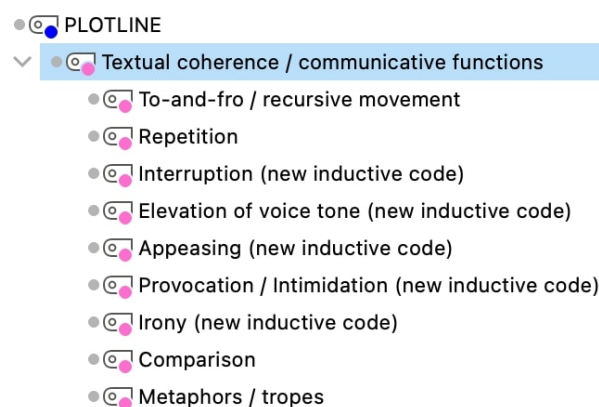 PLOTLINE
Textual coherence / communicative functions
To-and-fro / recursive movement
Repetition
Interruption (new inductive code)
Elevation of voice tone (new inductive code)
Appeasing (new inductive code)
Provocation / Intimidation (new inductive code)
Irony (new inductive code)
Comparison
Metaphors / tropes